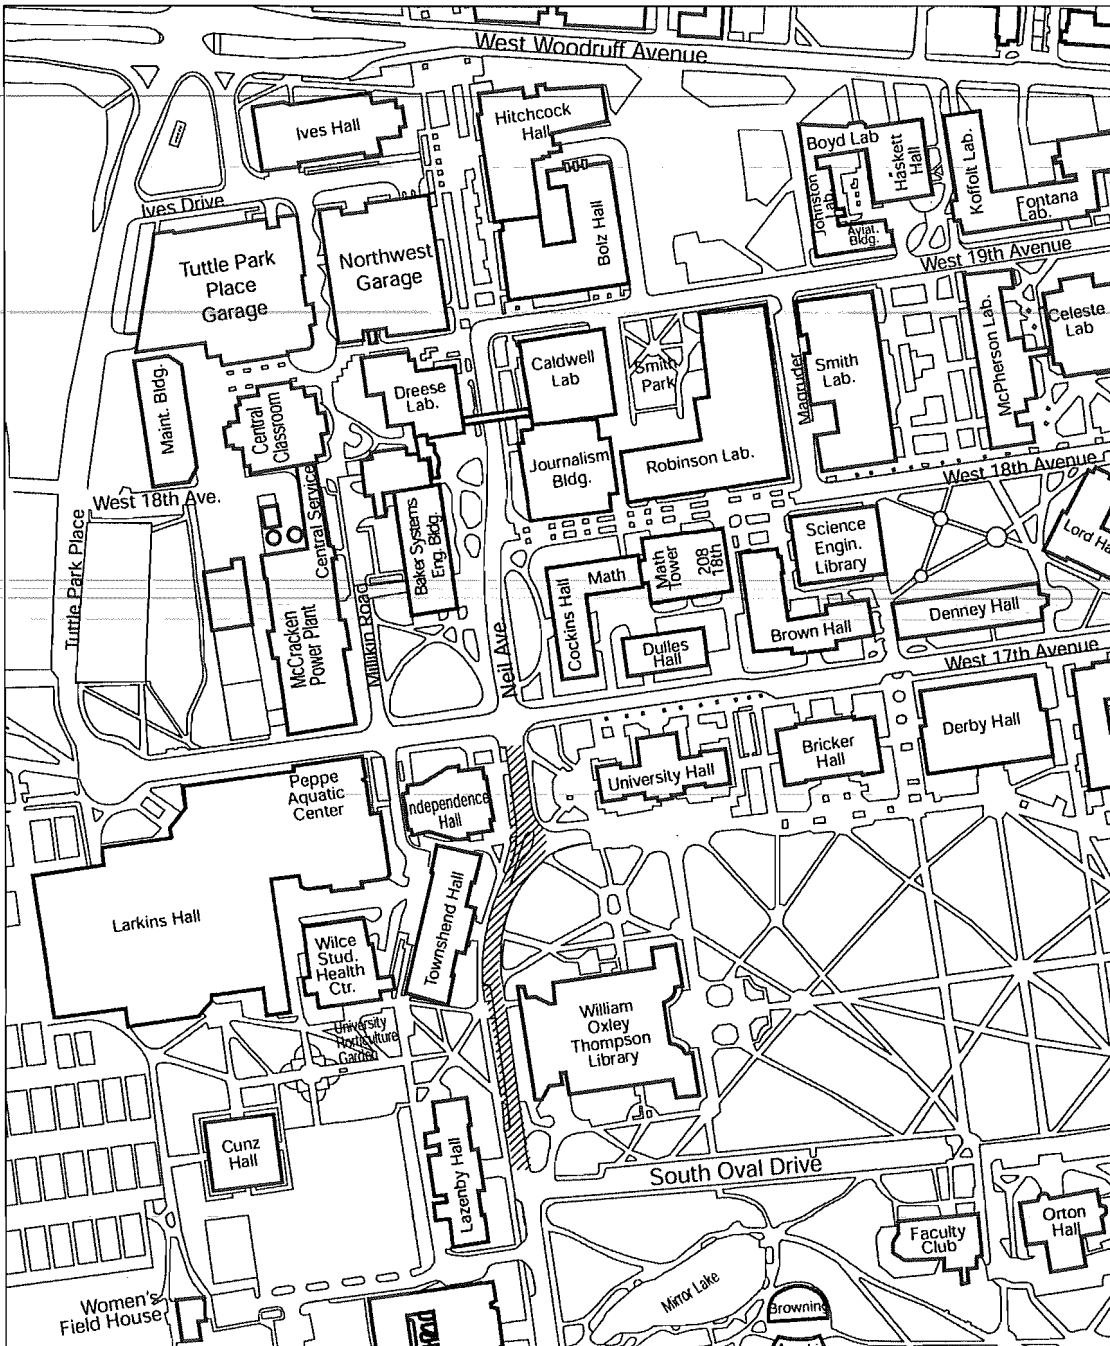 West Woodruff Avenue
Ives Hall
Hitchcock
Hall
Boyd Lab
Haskett
Hall
Koffolt Lab.
Johnston
Lab.
Aviat.
Bldg.
Fontana
Lab.
Ives Drive
Tuttle Park
Place
Garage
Northwest
Garage
Bolz Hall
West 19th Avenue
Maint. Bldg.
Central
Classroom
Dreese
Lab.
Caldwell
Lab
Smith
Park
Magruder
Smith
Lab.
McPherson Lab.
Celeste
Lab
Journalism
Bldg.
Robinson Lab.
West 18th Avenue
West 18th Ave.
Central Service
Baker Systems
Eng. Bldg.
Science
Engin.
Library
Lord Ha
Tuttle Park Place
McCracken
Power Plant
Millikin Road
Neil Ave.
Cockins Hall
Math
Math
Tower
208
18th
Dulles
Hall
Brown Hall
Denney Hall
West 17th Avenue
Peppe
Aquatic
Center
Independence
Hall
University Hall
Bricker
Hall
Derby Hall
Larkins Hall
Wilce
Stud.
Health
Ctr.
Townshend Hall
University
Horticulture
Garden
William
Oxley
Thompson
Library
Cunz
Hall
Lazenby Hall
South Oval Drive
Faculty
Club
Orton
Hall
Mirror Lake
Browning
Women's
Field House